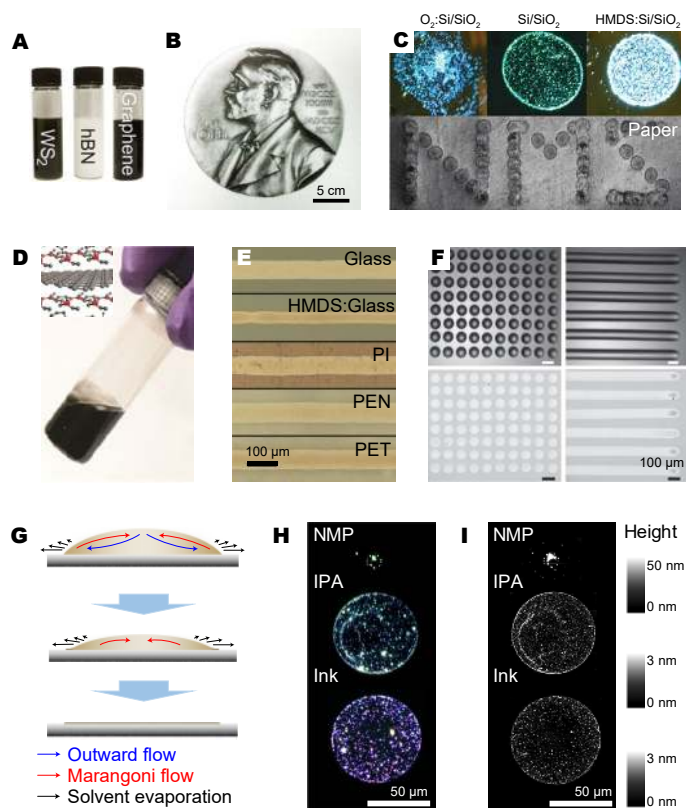 A
WS2
hBN
Graphene
B
5 cm
O2:Si/SiO2
Si/SiO2
HMDS:Si/SiO2
C
Paper
D
E
Glass
HMDS:Glass
PI
PEN
PET
100 µm
F
100 µm
G
Outward flow
Marangoni flow
Solvent evaporation
H
NMP
IPA
Ink
50 µm
I
NMP
IPA
Ink
50 µm
Height
50 nm
0 nm
3 nm
0 nm
3 nm
0 nm